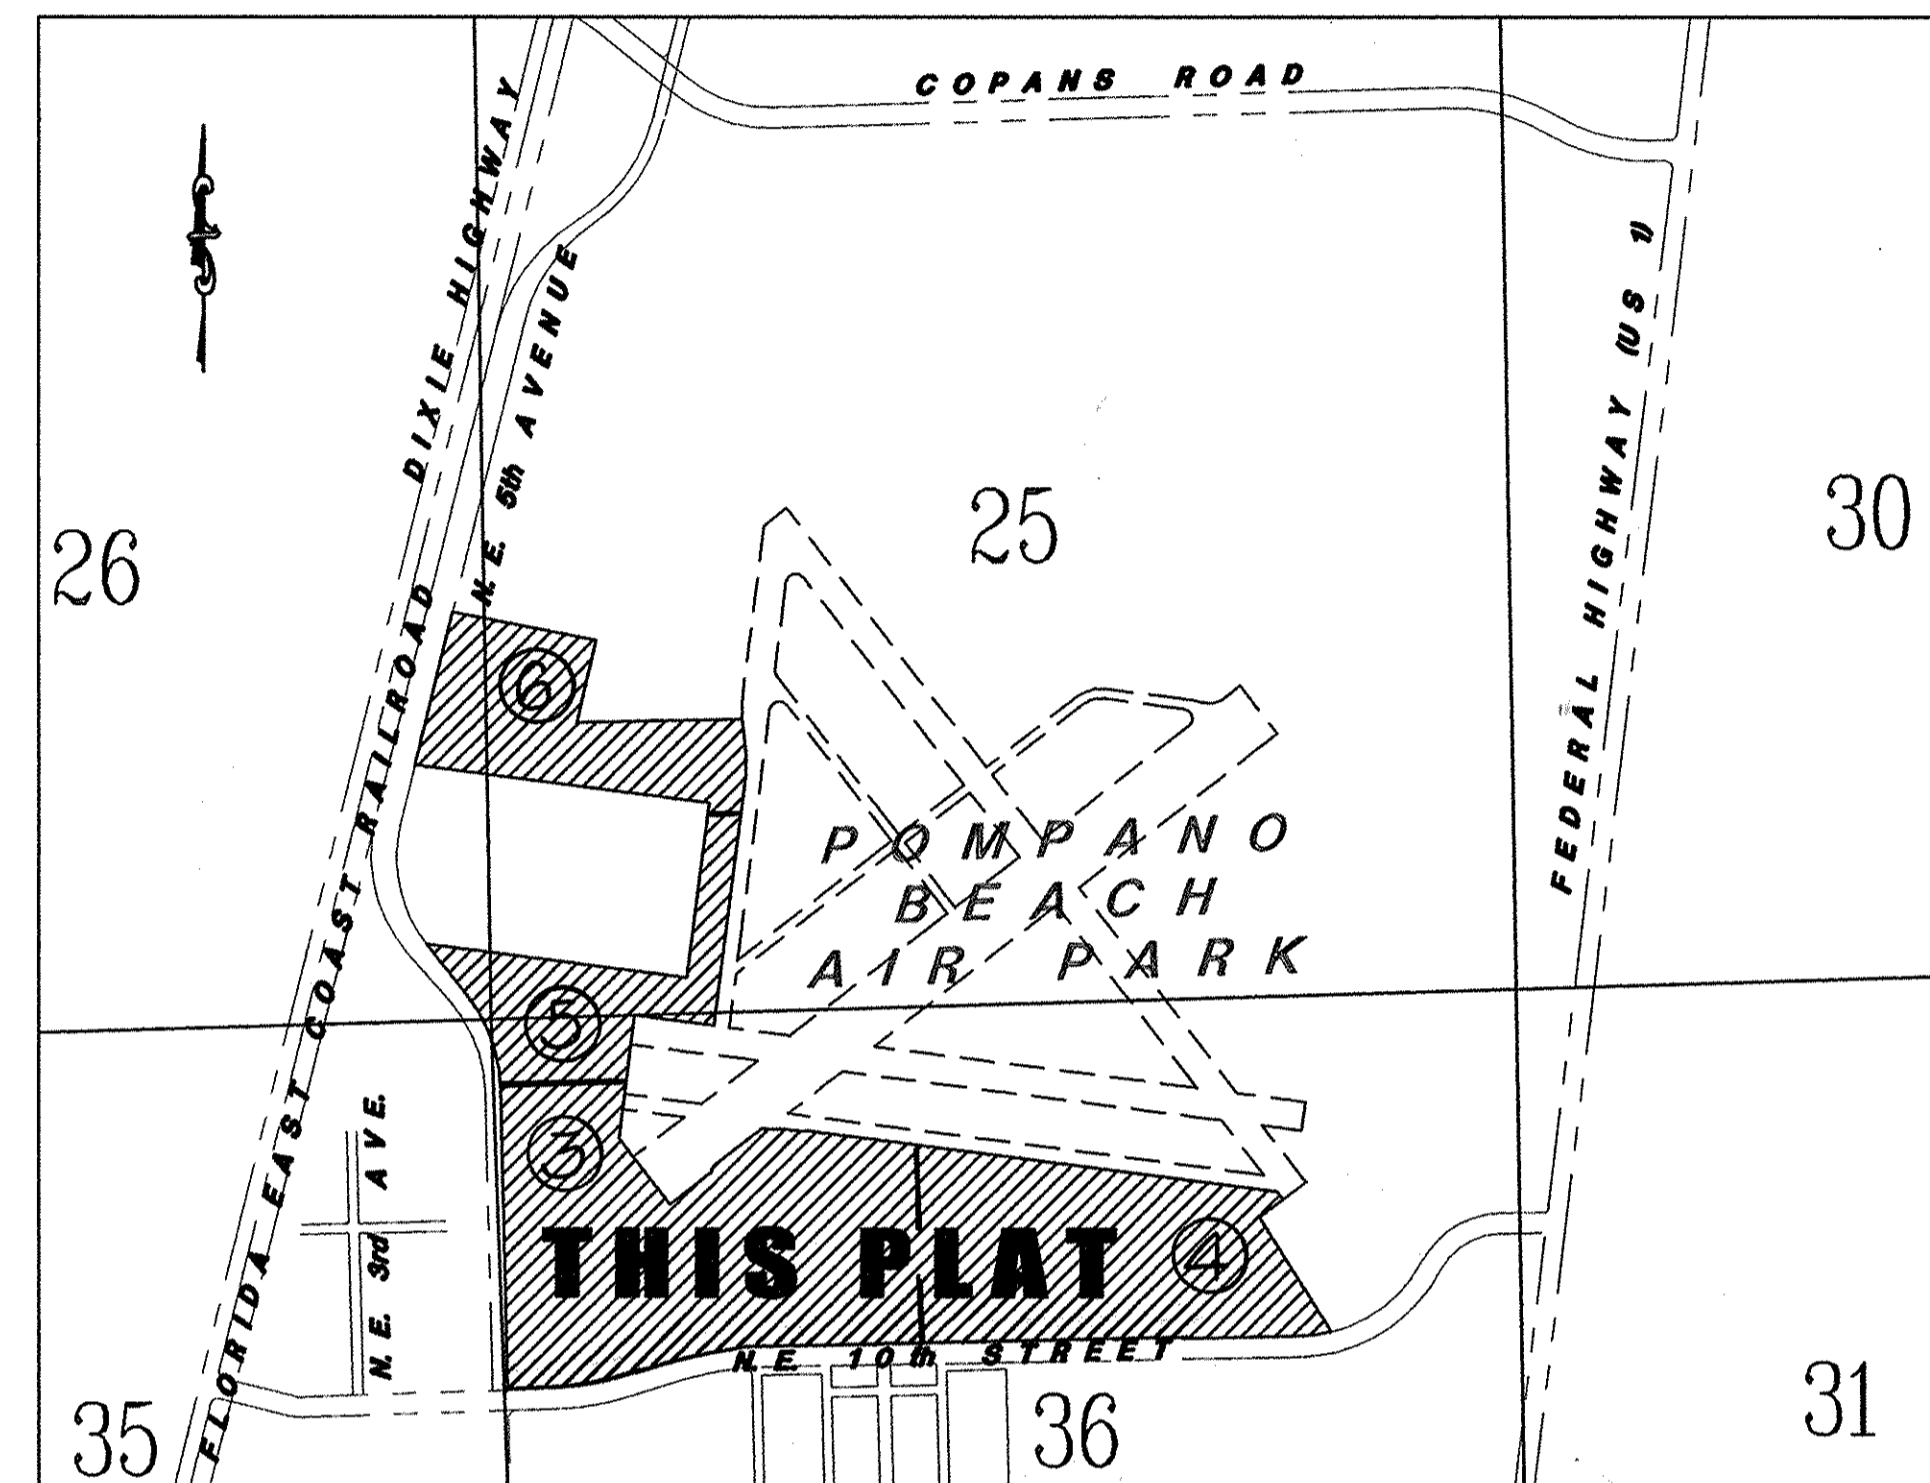 COPANS ROAD
DIXIE HIGHWAY
N.E. 5th AVENUE
FEDERAL HIGHWAY (US 1)
26
25
30
FLORIDA EAST COAST RAILROAD
6
POMPANO
BEACH
AIR PARK
5
3
N.E. 3rd AVE.
THIS PLAT
4
N.E. 10th STREET
35
36
31